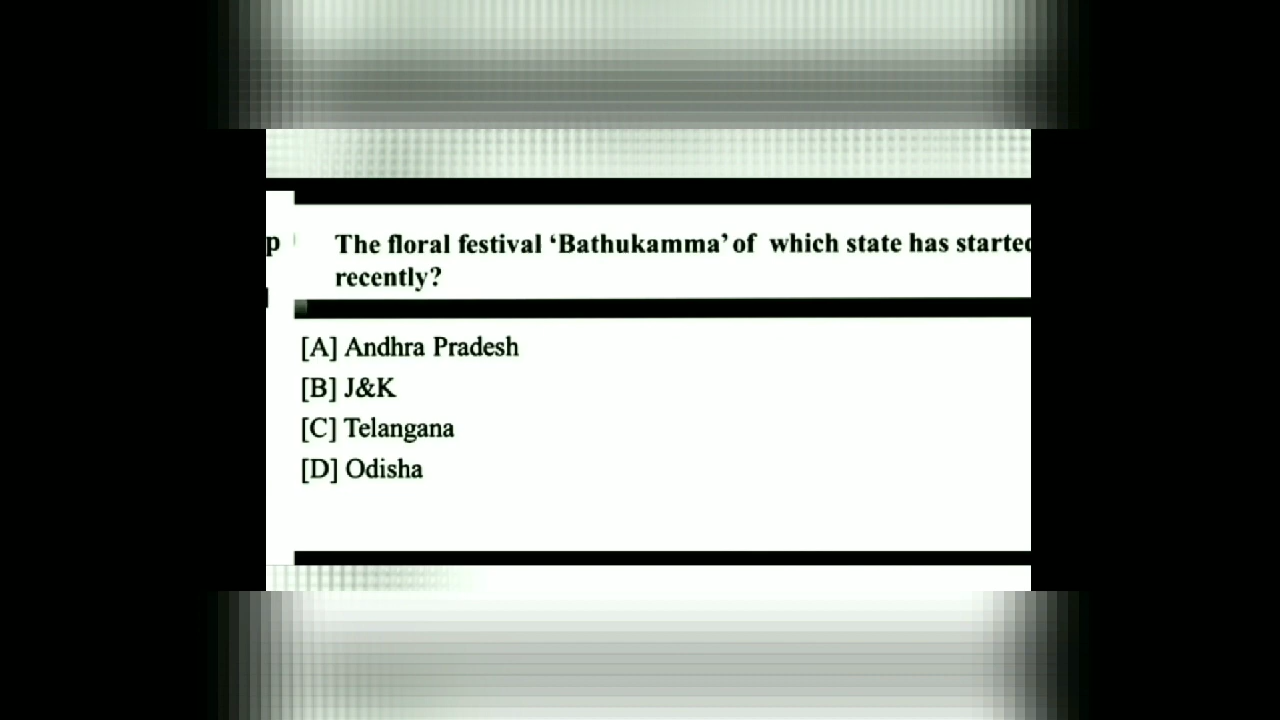 p
The floral festival ‘Bathukamma’ of which state has started
recently?
[A] Andhra Pradesh
[B] J&K
[C] Telangana
[D] Odisha